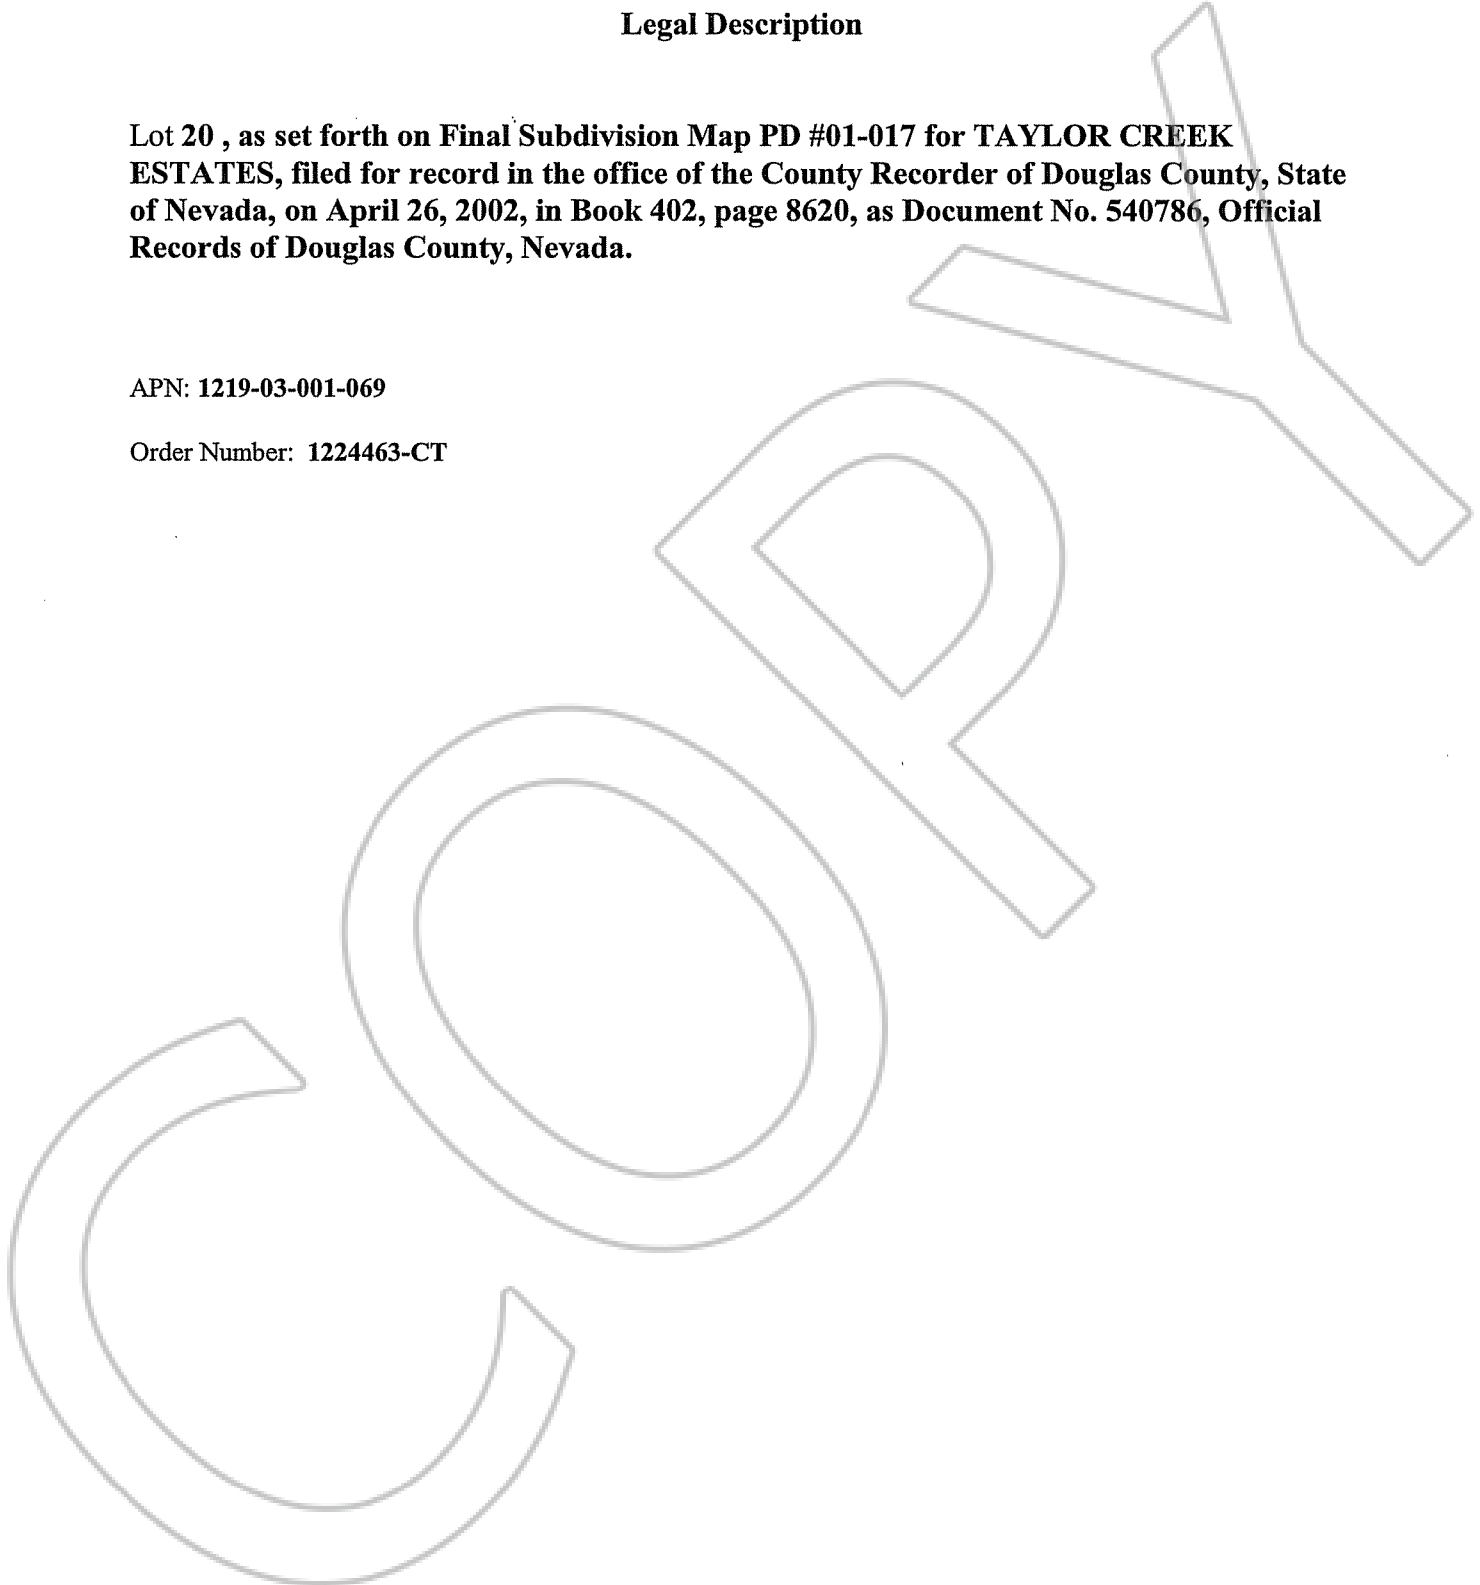 Legal Description
Lot 20 , as set forth on Final Subdivision Map PD #01-017 for TAYLOR CREEK
ESTATES, filed for record in the office of the County Recorder of Douglas County, State
of Nevada, on April 26, 2002, in Book 402, page 8620, as Document No. 540786, Official
Records of Douglas County, Nevada.
APN: 1219-03-001-069
Order Number: 1224463-CT
COPY